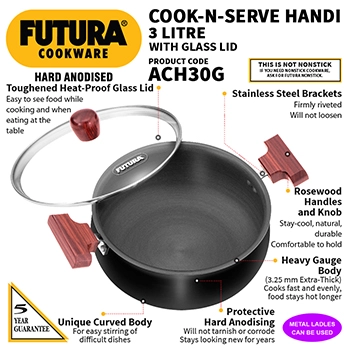 FUTURA®
COOKWARE
HARD ANODISED
COOK-N-SERVE HANDI
3 LITRE
WITH GLASS LID
PRODUCT CODE
ACH30G
THIS IS NOT NONSTICK
IF YOU NEED NONSTICK COOKWARE,
ASK FOR FUTURA NONSTICK.
Toughened Heat-Proof Glass Lid
Easy to see food while
cooking and when
eating at the
table
Stainless Steel Brackets
Firmly riveted
Will not loosen
FUTURA
Rosewood
Handles
and Knob
Stay-cool, natural,
durable
Comfortable to hold
Heavy Gauge
Body
(3.25 mm Extra-Thick)
Cooks fast and evenly,
food stays hot longer
5
YEAR
GUARANTEE
Unique Curved Body
For easy stirring of
difficult dishes
Protective
Hard Anodising
Will not tarnish or corrode
Stays looking new for years
METAL LADLES
CAN BE USED